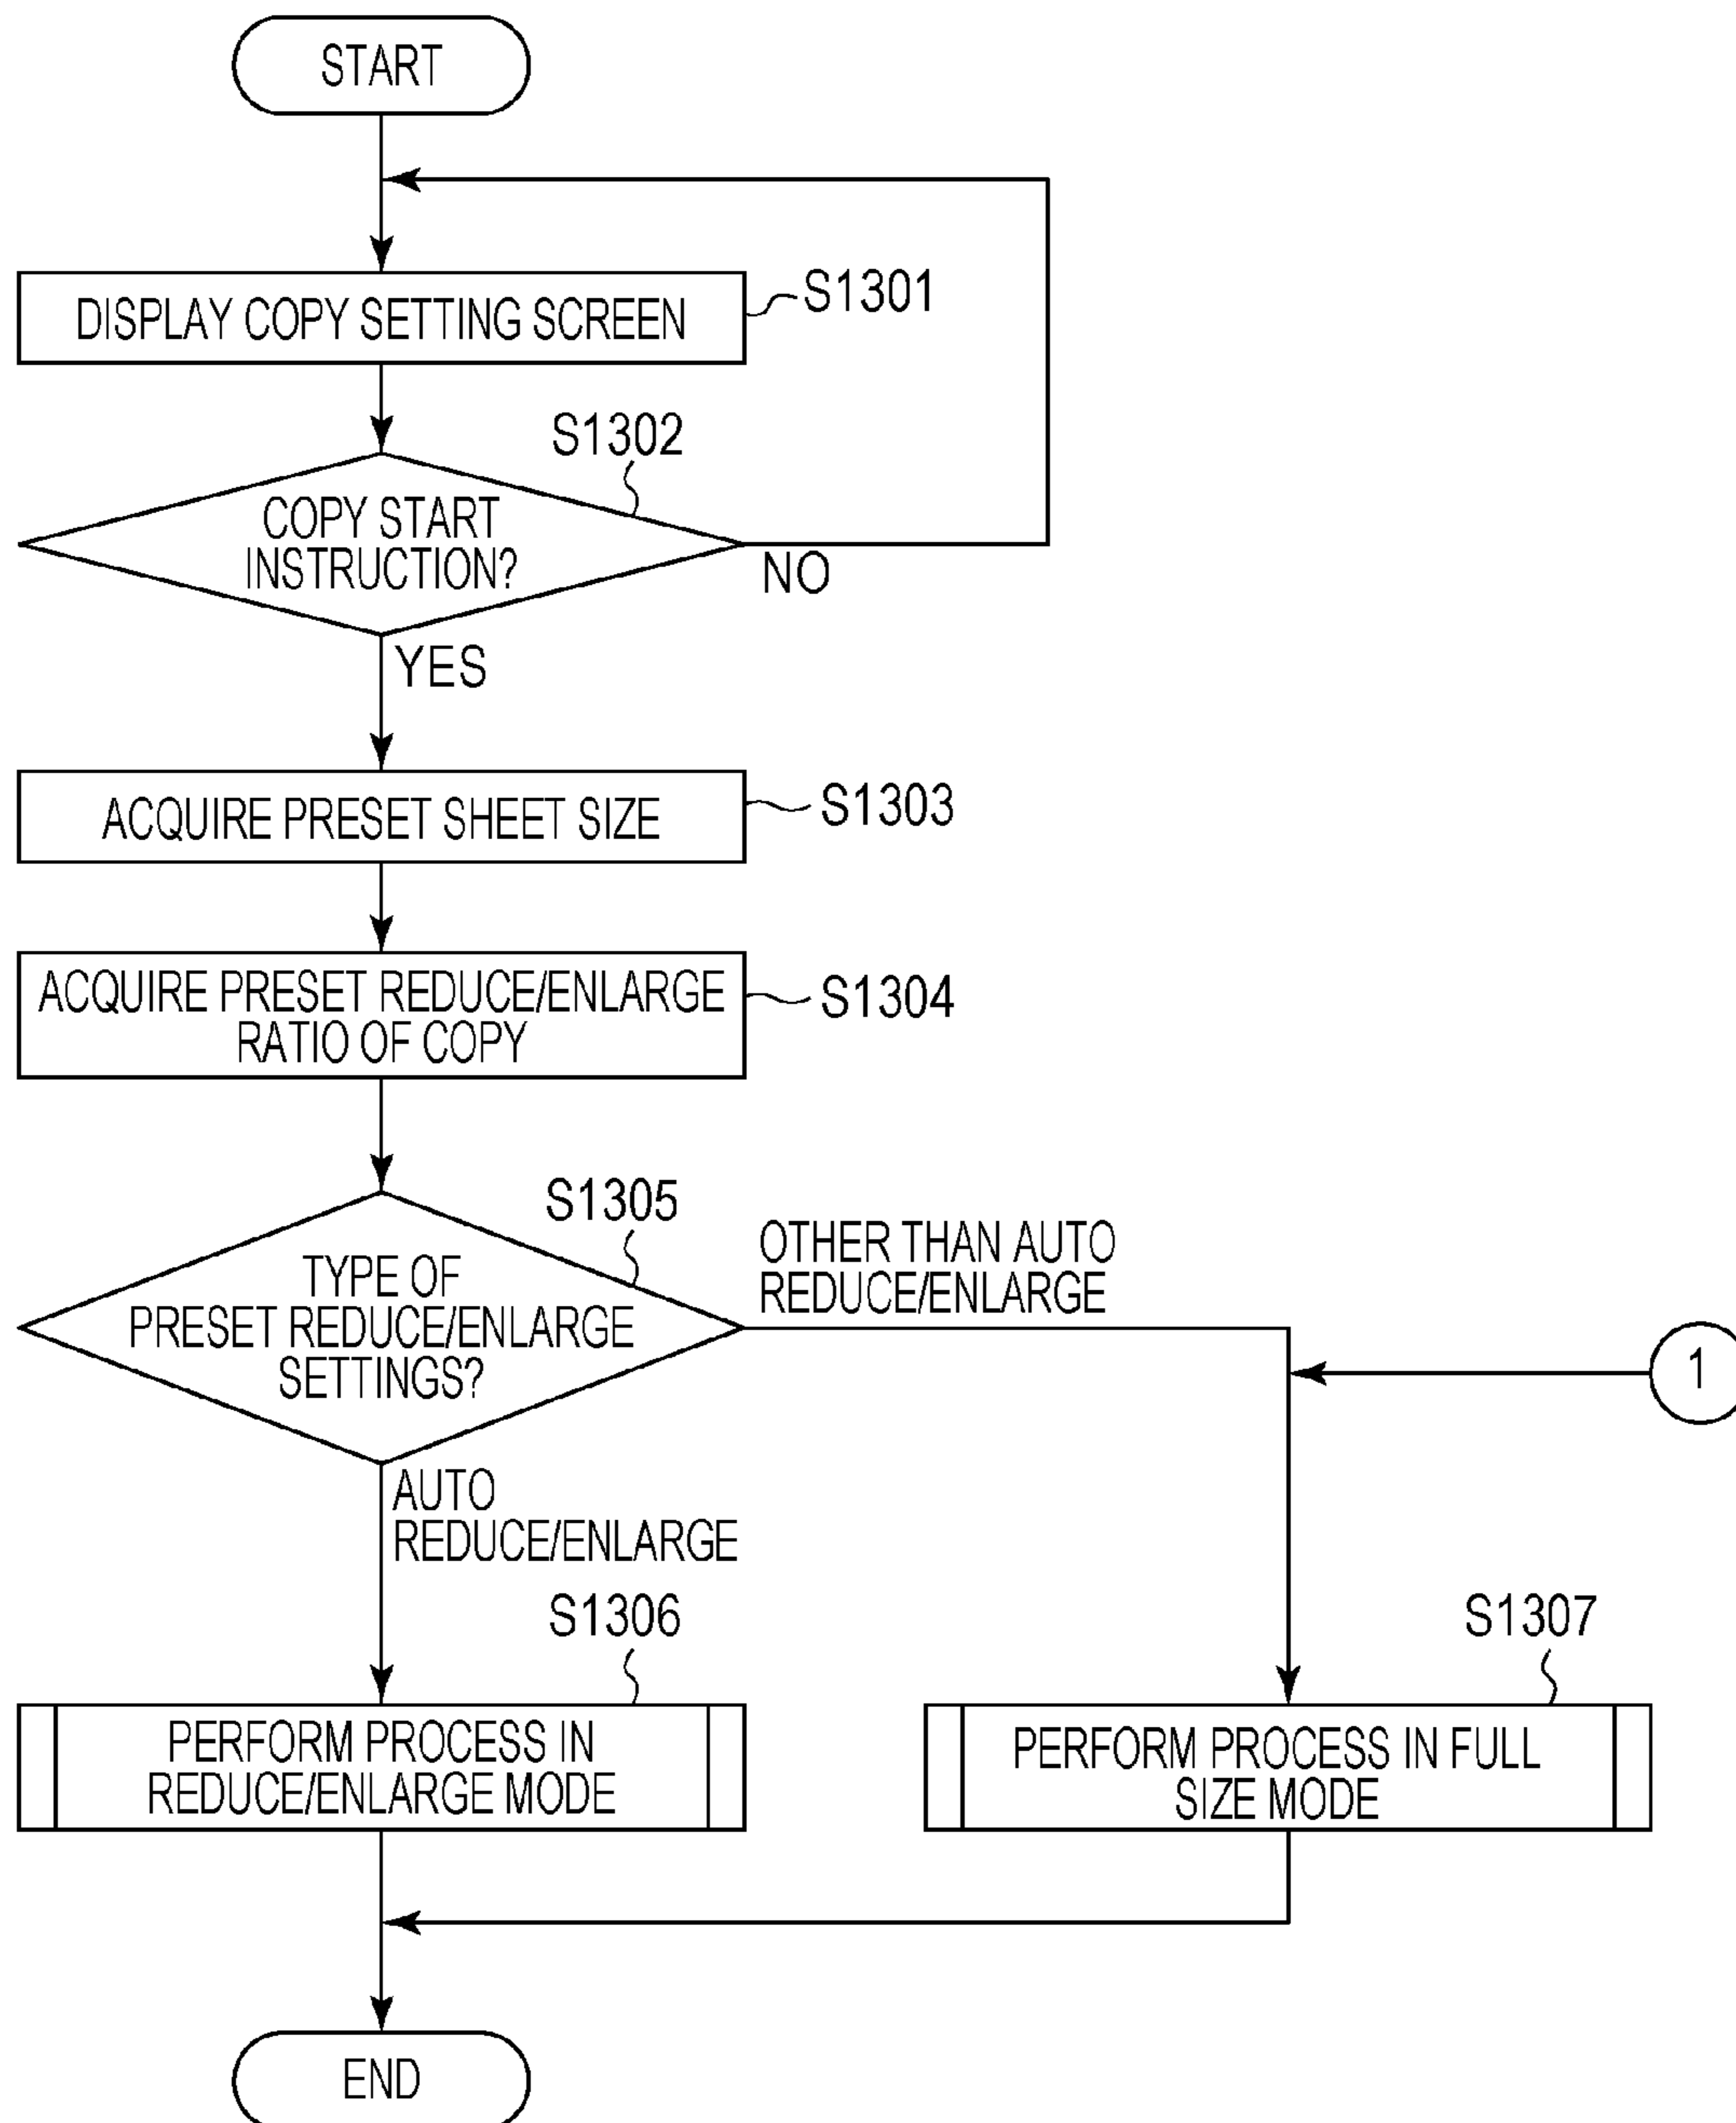 START
DISPLAY COPY SETTING SCREEN
S1301
S1302
COPY START
INSTRUCTION?
NO
YES
ACQUIRE PRESET SHEET SIZE
S1303
ACQUIRE PRESET REDUCE/ENLARGE
RATIO OF COPY
S1304
S1305
TYPE OF
PRESET REDUCE/ENLARGE
SETTINGS?
OTHER THAN AUTO
REDUCE/ENLARGE
1
AUTO
REDUCE/ENLARGE
S1306
PERFORM PROCESS IN
REDUCE/ENLARGE MODE
S1307
PERFORM PROCESS IN FULL
SIZE MODE
END